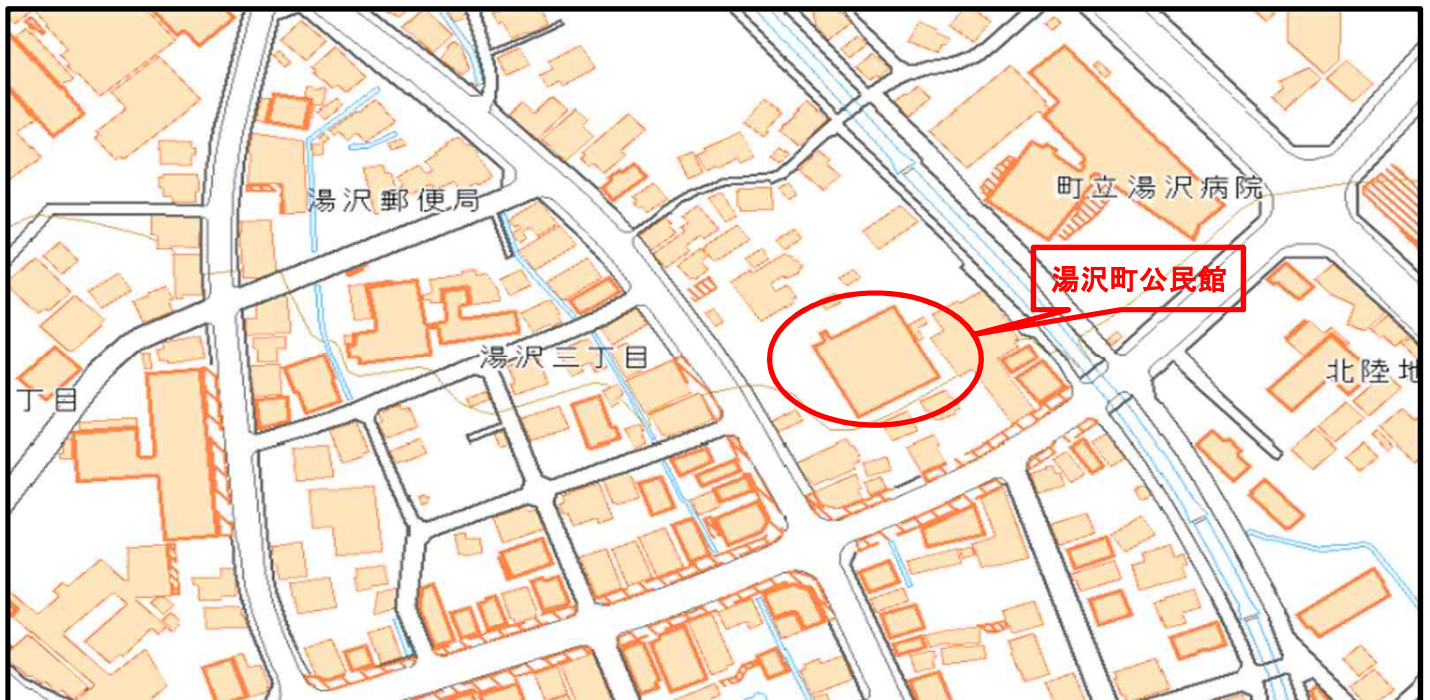 町立湯沢病院
湯沢郵便局
湯沢町公民館
湯沢三丁目
北陸地
丁目